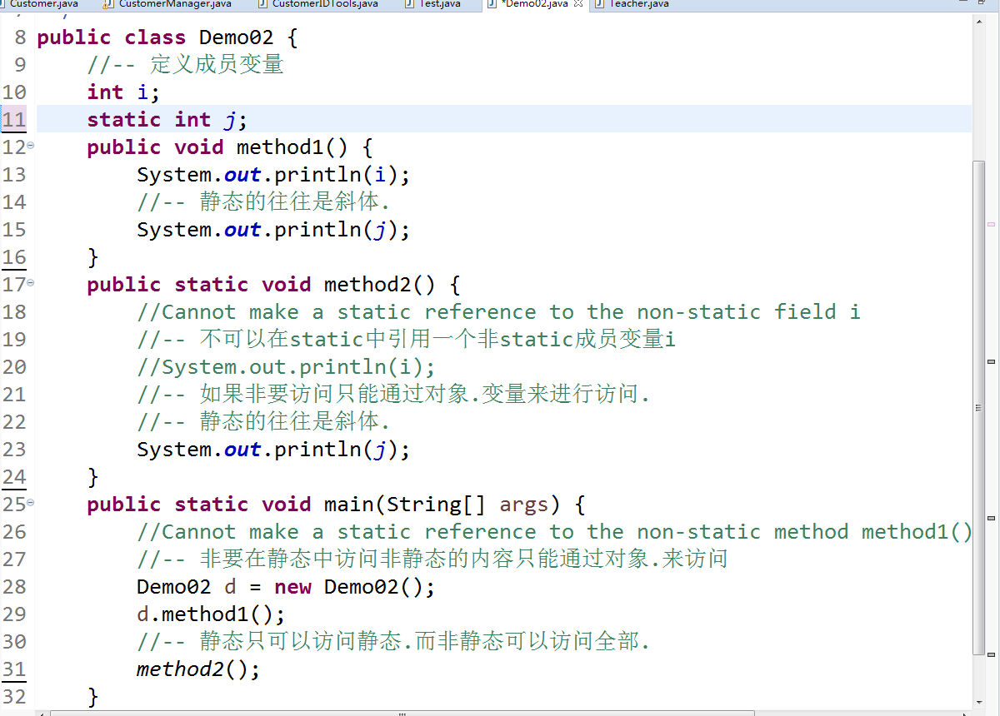 Customer.java CustomerManager.java CustomerIDTools.java Test.java *Demo02.java Teacher.java
8 public class Demo02 {
9 //-- 定义成员变量
10 int i;
11 static int j;
12 public void method1() {
13 System.out.println(i);
14 //-- 静态的往往是斜体.
15 System.out.println(j);
16 }
17 public static void method2() {
18 //Cannot make a static reference to the non-static field i
19 //-- 不可以在static中引用一个非static成员变量i
20 //System.out.println(i);
21 //-- 如果非要访问只能通过对象.变量来进行访问.
22 //-- 静态的往往是斜体.
23 System.out.println(j);
24 }
25 public static void main(String[] args) {
26 //Cannot make a static reference to the non-static method method1()
27 //-- 非要在静态中访问非静态的内容只能通过对象.来访问
28 Demo02 d = new Demo02();
29 d.method1();
30 //-- 静态只可以访问静态.而非静态可以访问全部.
31 method2();
32 }